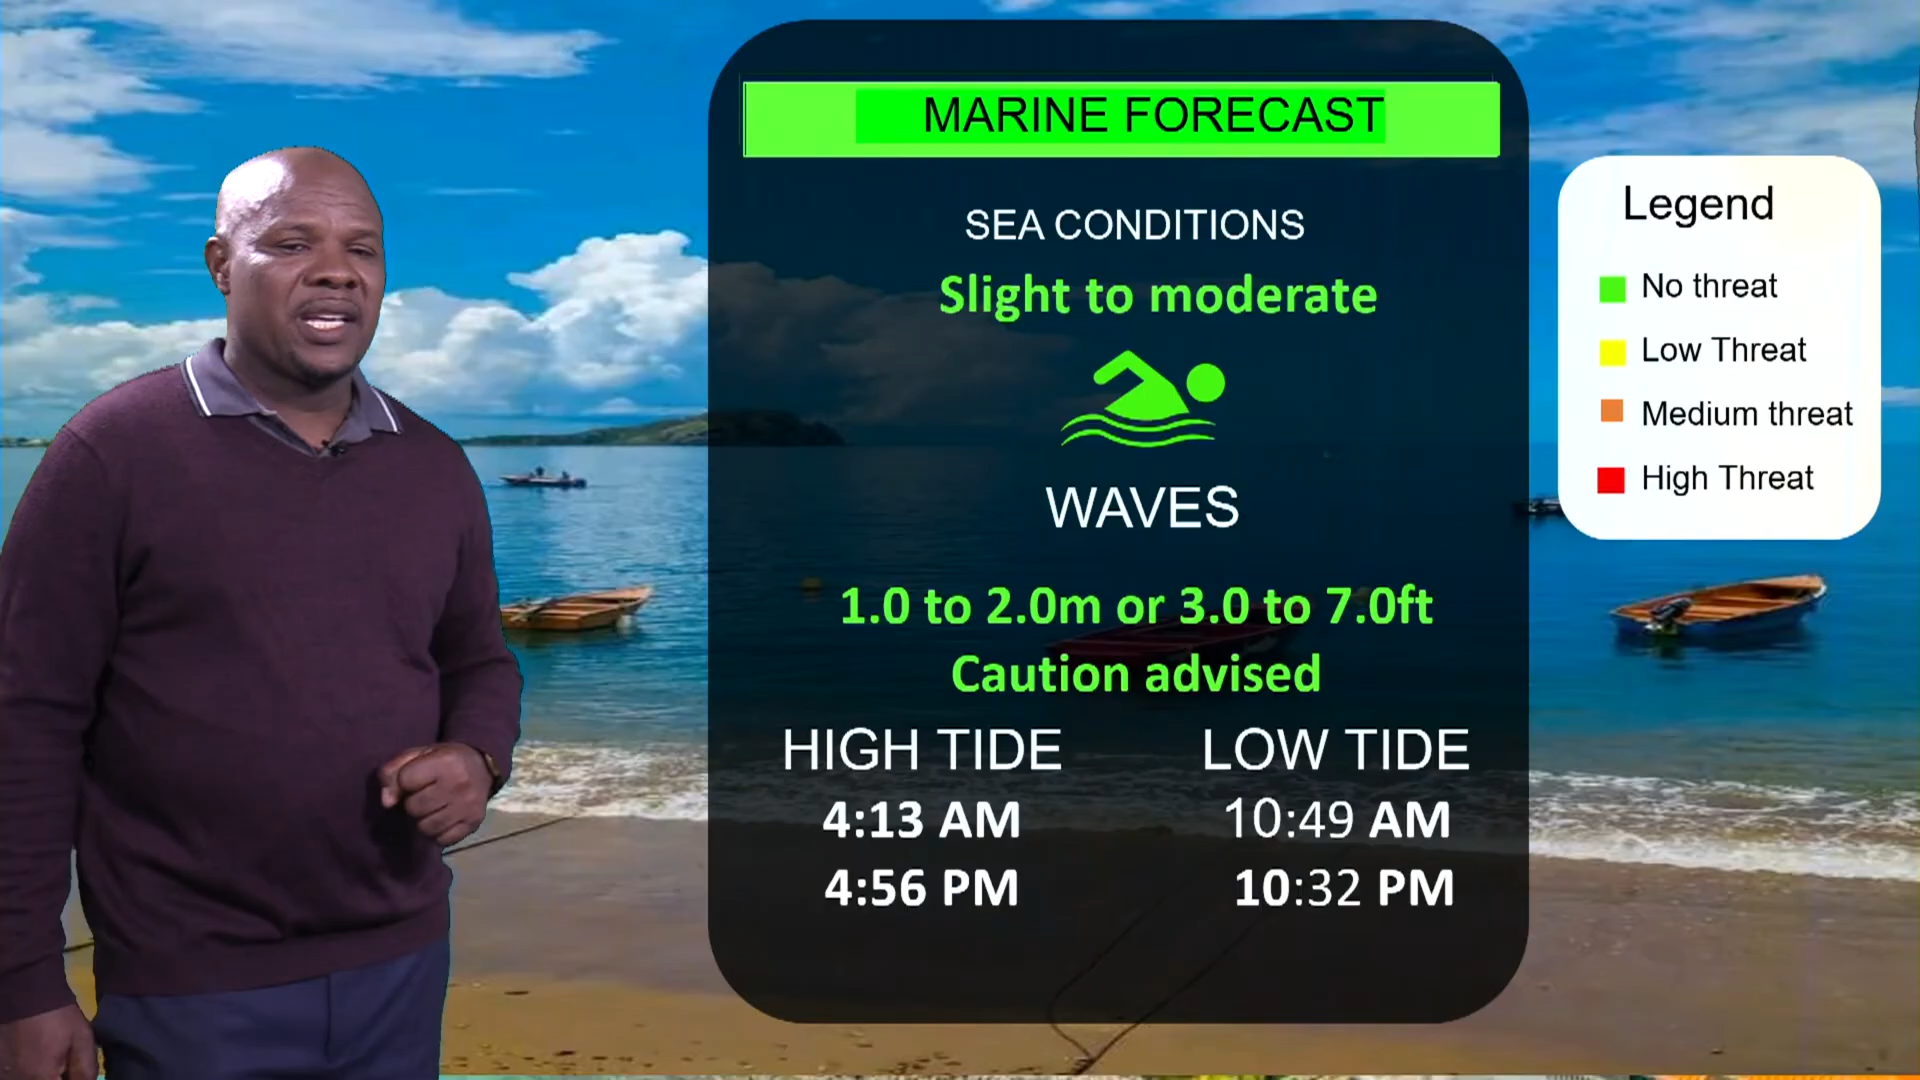 MARINE FORECAST
SEA CONDITIONS
Slight to moderate
WAVES
1.0 to 2.0m or 3.0 to 7.0ft
Caution advised
HIGH TIDE
4:13 AM
4:56 PM
LOW TIDE
10:49 AM
10:32 PM
Legend
No threat
Low Threat
Medium threat
High Threat